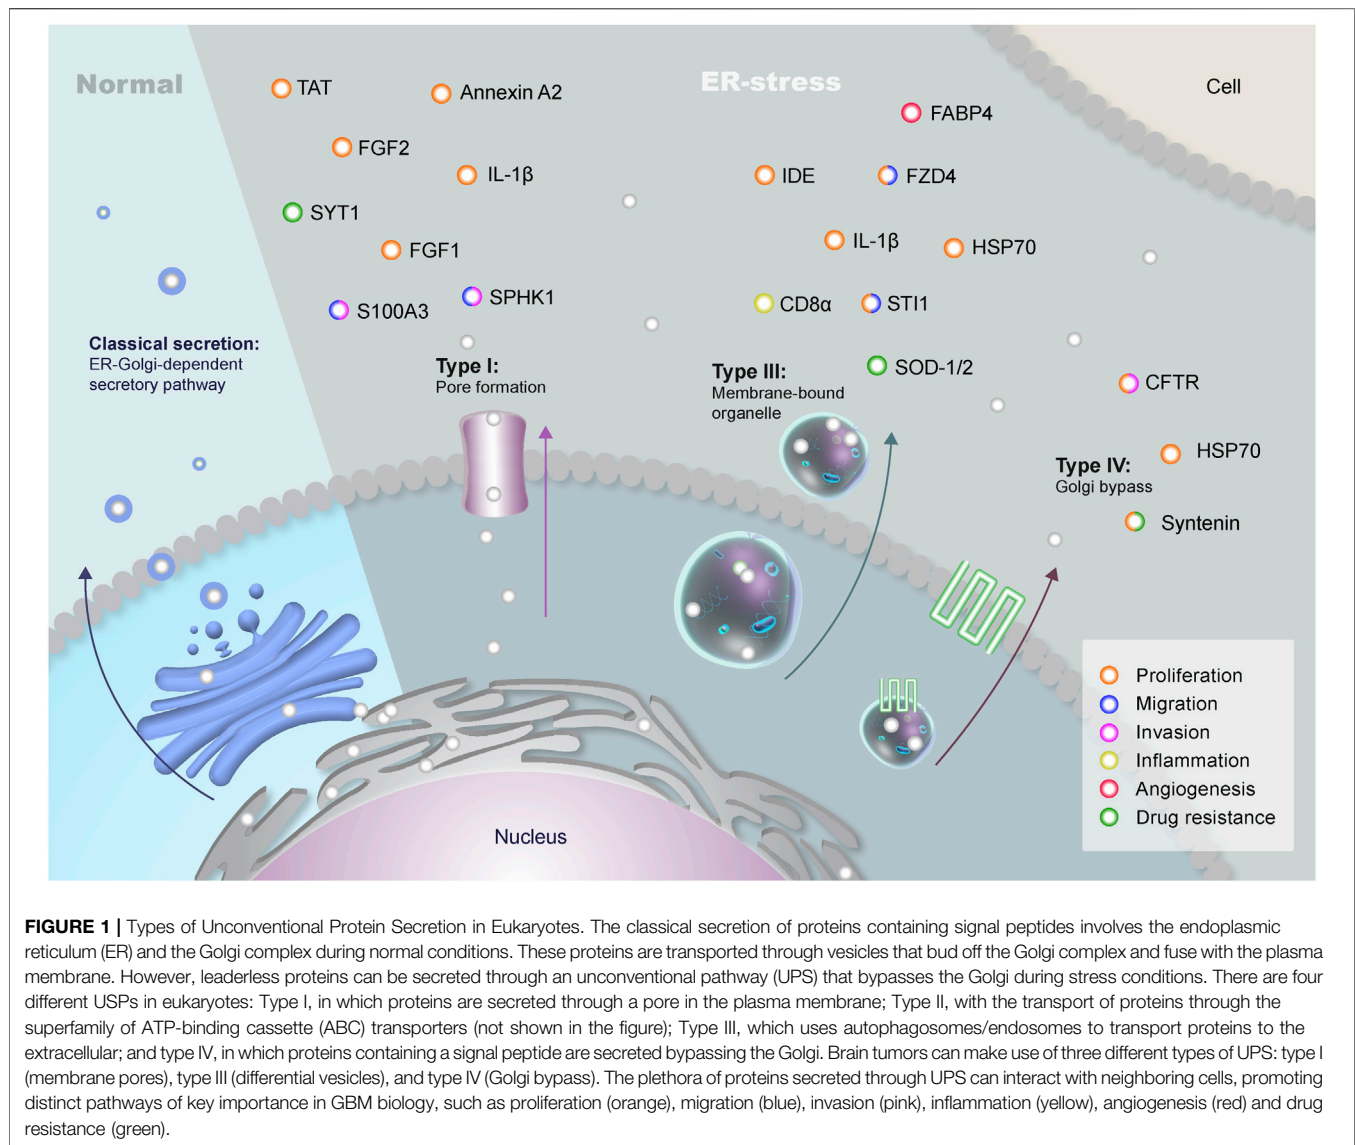 Normal
ER-stress
Cell
TAT
Annexin A2
FABP4
FGF2
IL-1β
IDE
FZD4
SYT1
FGF1
IL-1β
HSP70
S100A3
SPHK1
CD8α
STI1
Classical secretion:
ER-Golgi-dependent
secretory pathway
Type I:
Pore formation
Type III:
Membrane-bound
organelle
SOD-1/2
CFTR
HSP70
Type IV:
Golgi bypass
Syntenin
Nucleus
Proliferation
Migration
Invasion
Inflammation
Angiogenesis
Drug resistance
FIGURE 1 | Types of Unconventional Protein Secretion in Eukaryotes. The classical secretion of proteins containing signal peptides involves the endoplasmic
reticulum (ER) and the Golgi complex during normal conditions. These proteins are transported through vesicles that bud off the Golgi complex and fuse with the plasma
membrane. However, leaderless proteins can be secreted through an unconventional pathway (UPS) that bypasses the Golgi during stress conditions. There are four
different USPs in eukaryotes: Type I, in which proteins are secreted through a pore in the plasma membrane; Type II, with the transport of proteins through the
superfamily of ATP-binding cassette (ABC) transporters (not shown in the figure); Type III, which uses autophagosomes/endosomes to transport proteins to the
extracellular; and type IV, in which proteins containing a signal peptide are secreted bypassing the Golgi. Brain tumors can make use of three different types of UPS: type I
(membrane pores), type III (differential vesicles), and type IV (Golgi bypass). The plethora of proteins secreted through UPS can interact with neighboring cells, promoting
distinct pathways of key importance in GBM biology, such as proliferation (orange), migration (blue), invasion (pink), inflammation (yellow), angiogenesis (red) and drug
resistance (green).